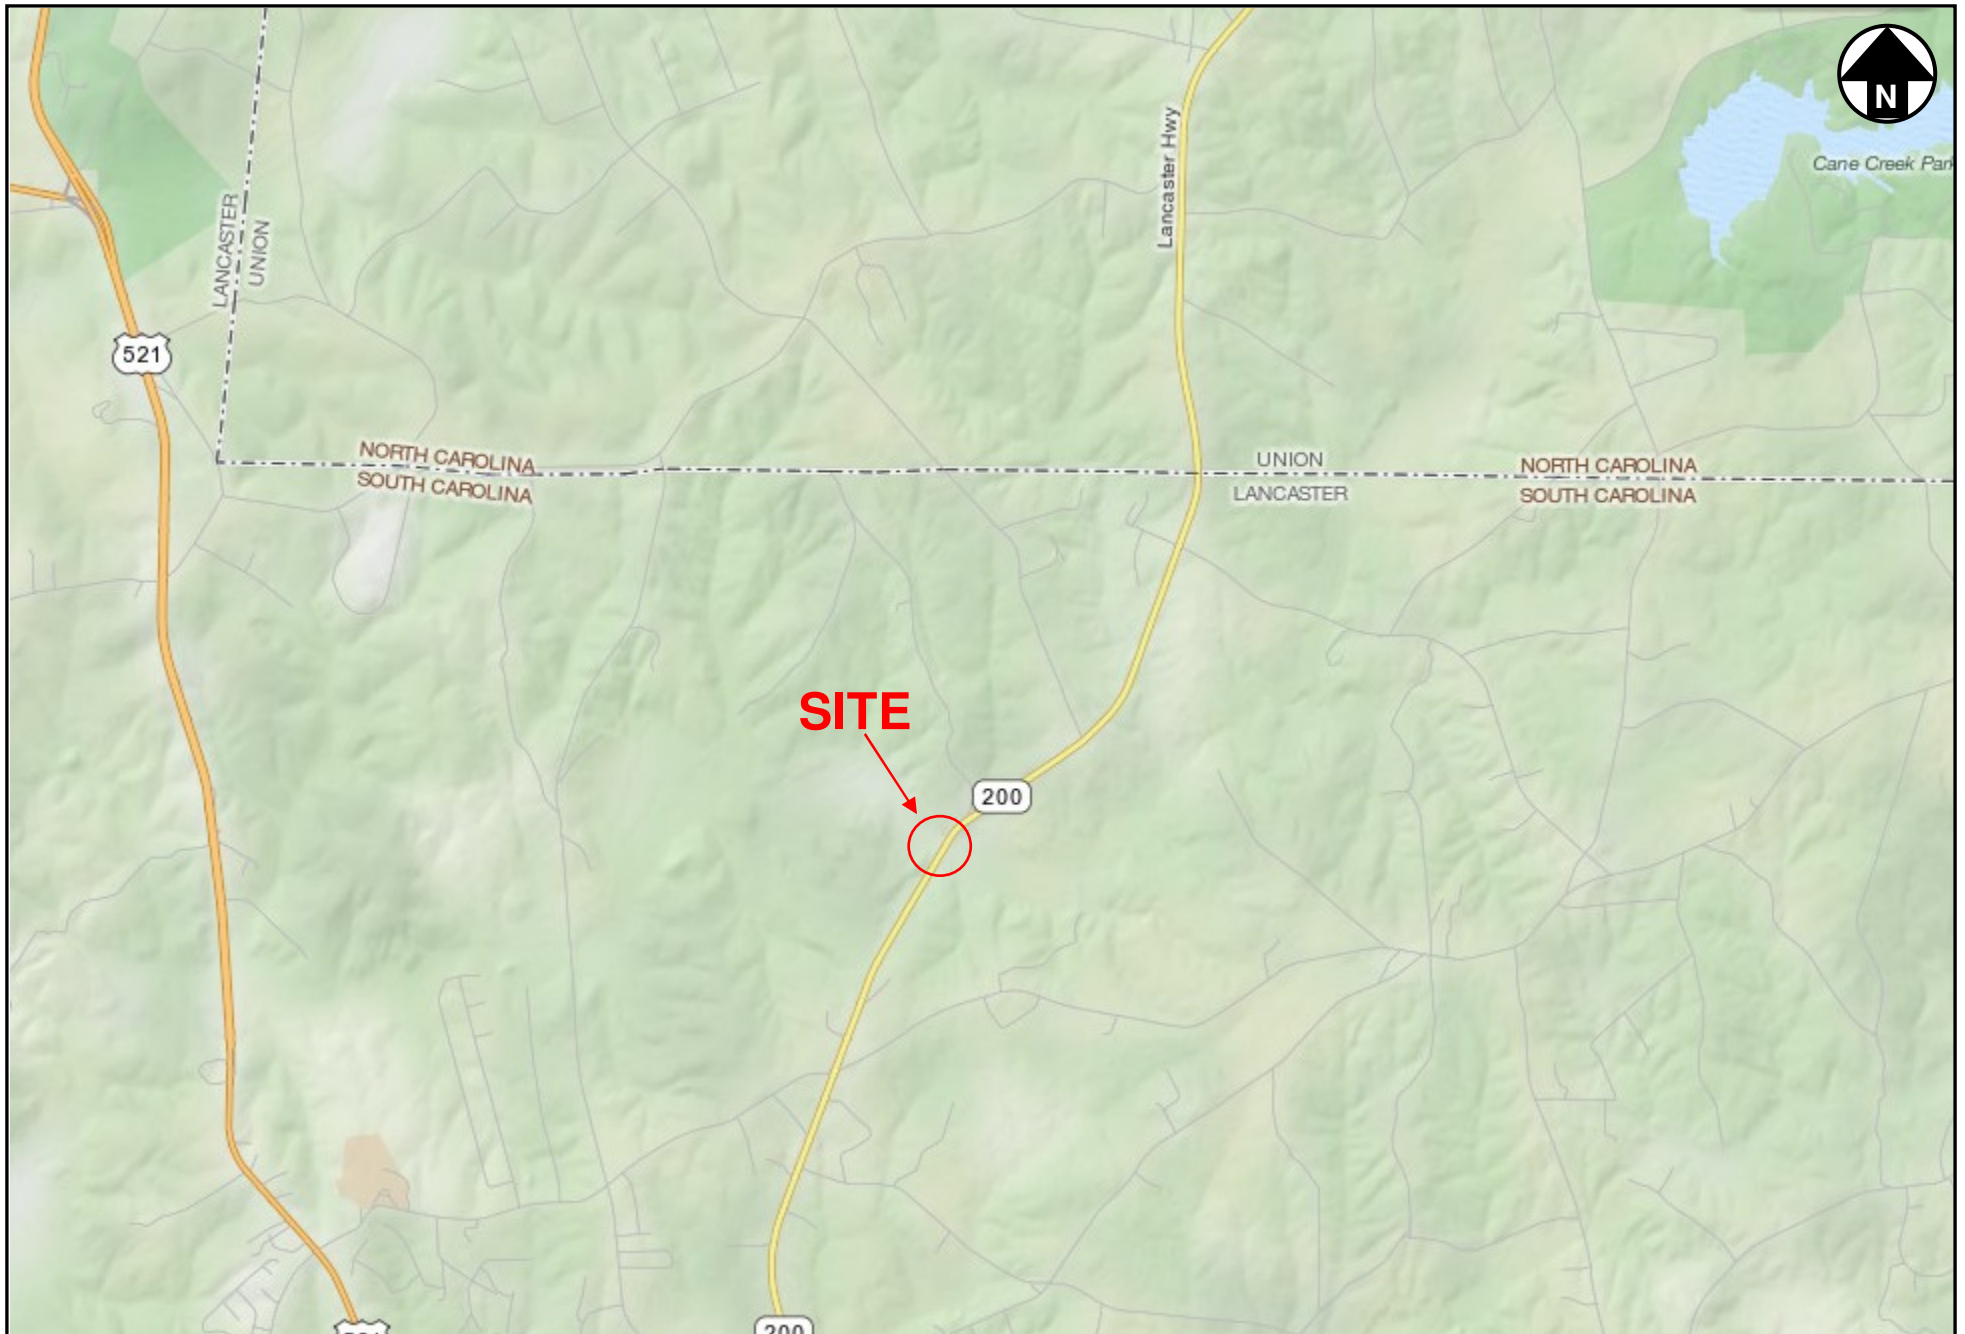 N
Cane Creek Park
Lancaster Hwy
LANCASTER
UNION
521
NORTH CAROLINA
SOUTH CAROLINA
UNION
LANCASTER
NORTH CAROLINA
SOUTH CAROLINA
SITE
200
200